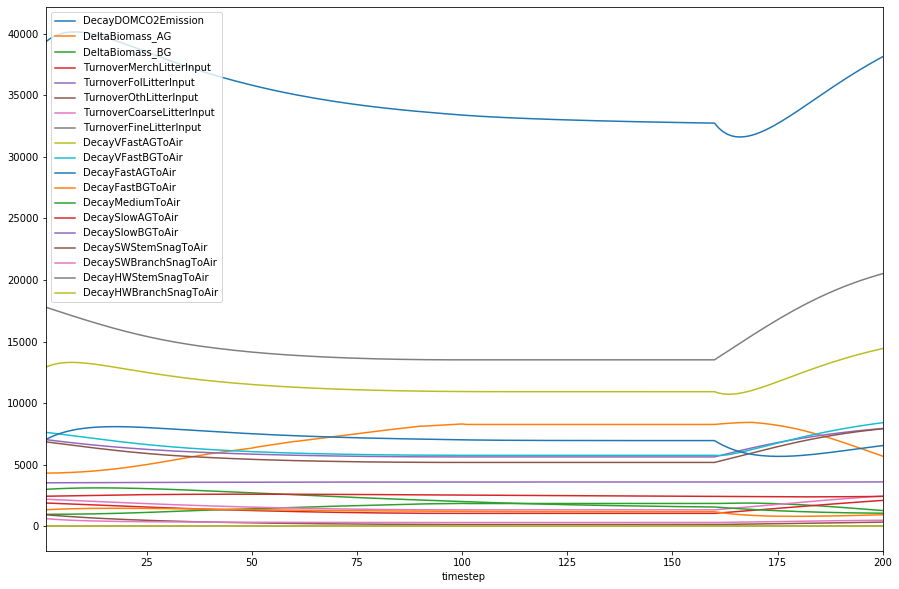 DecayDOMCO2Emission
DeltaBiomass_AG
DeltaBiomass_BG
TurnoverMerchLitterInput
TurnoverFolLitterInput
TurnoverOthLitterInput
TurnoverCoarseLitterInput
TurnoverFineLitterInput
DecayVFastAGToAir
DecayVFastBGToAir
DecayFastAGToAir
DecayFastBGToAir
DecayMediumToAir
DecaySlowAGToAir
DecaySlowBGToAir
DecaySWStemSnagToAir
DecaySWBranchSnagToAir
DecayHWStemSnagToAir
DecayHWBranchSnagToAir
40000
35000
30000
25000
20000
15000
10000
5000
0
25 50 75 100 125 150 175 200
timestep